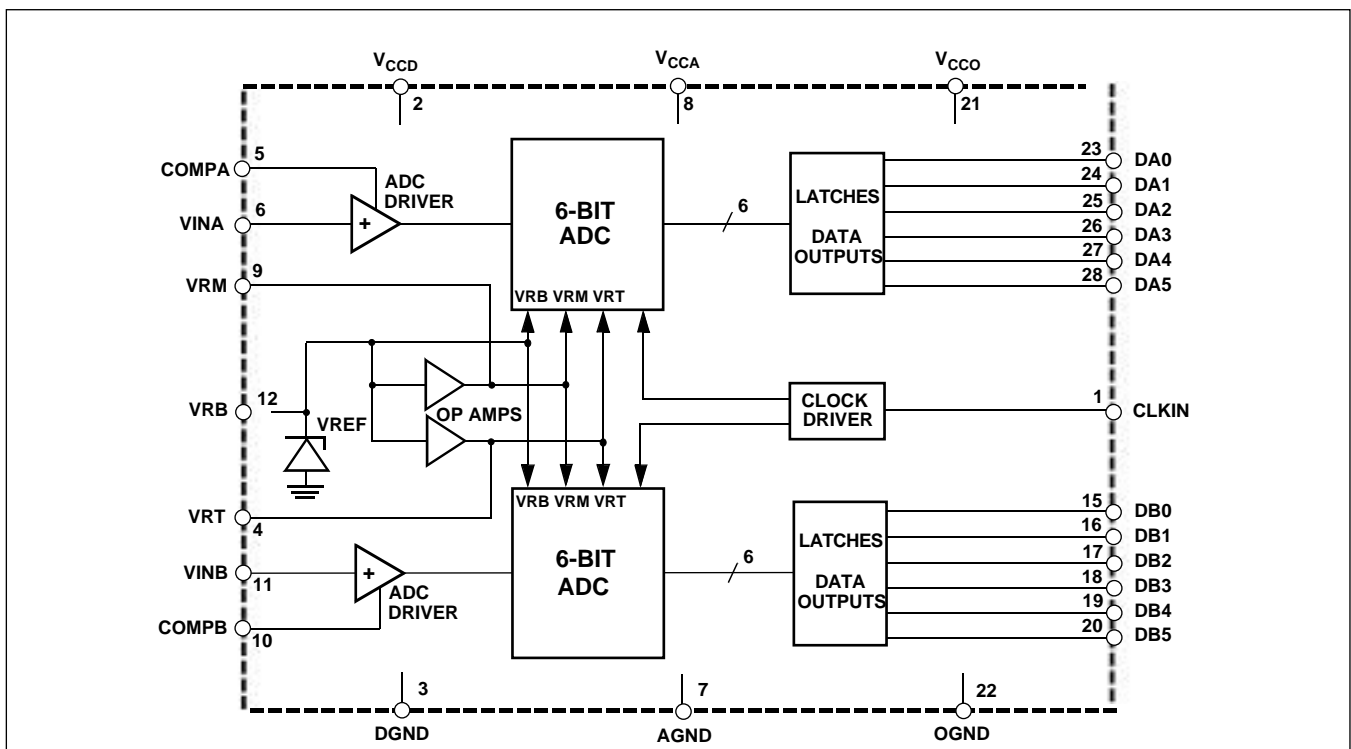 VCCD
VCCA
VCCO
2
8
21
COMPA
5
ADC
DRIVER
VINA
6
+
6-BIT
ADC
6
LATCHES
DATA
OUTPUTS
23
DA0
24
DA1
25
DA2
26
DA3
27
DA4
28
DA5
VRM
9
VRB VRM VRT
VRB
12
VREF
OP AMPS
CLOCK
DRIVER
1
CLKIN
VRT
4
VRB VRM VRT
VINB
11
+
ADC
DRIVER
COMPB
10
6-BIT
ADC
6
LATCHES
DATA
OUTPUTS
15
DB0
16
DB1
17
DB2
18
DB3
19
DB4
20
DB5
3
7
22
DGND
AGND
OGND